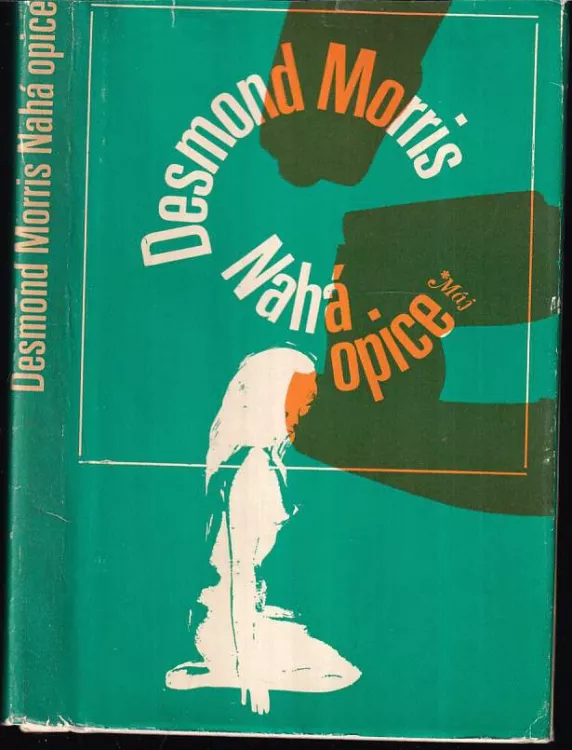 Desmond Morris Nahá opice
Desmond Morris
Nahá
opice
*Máj